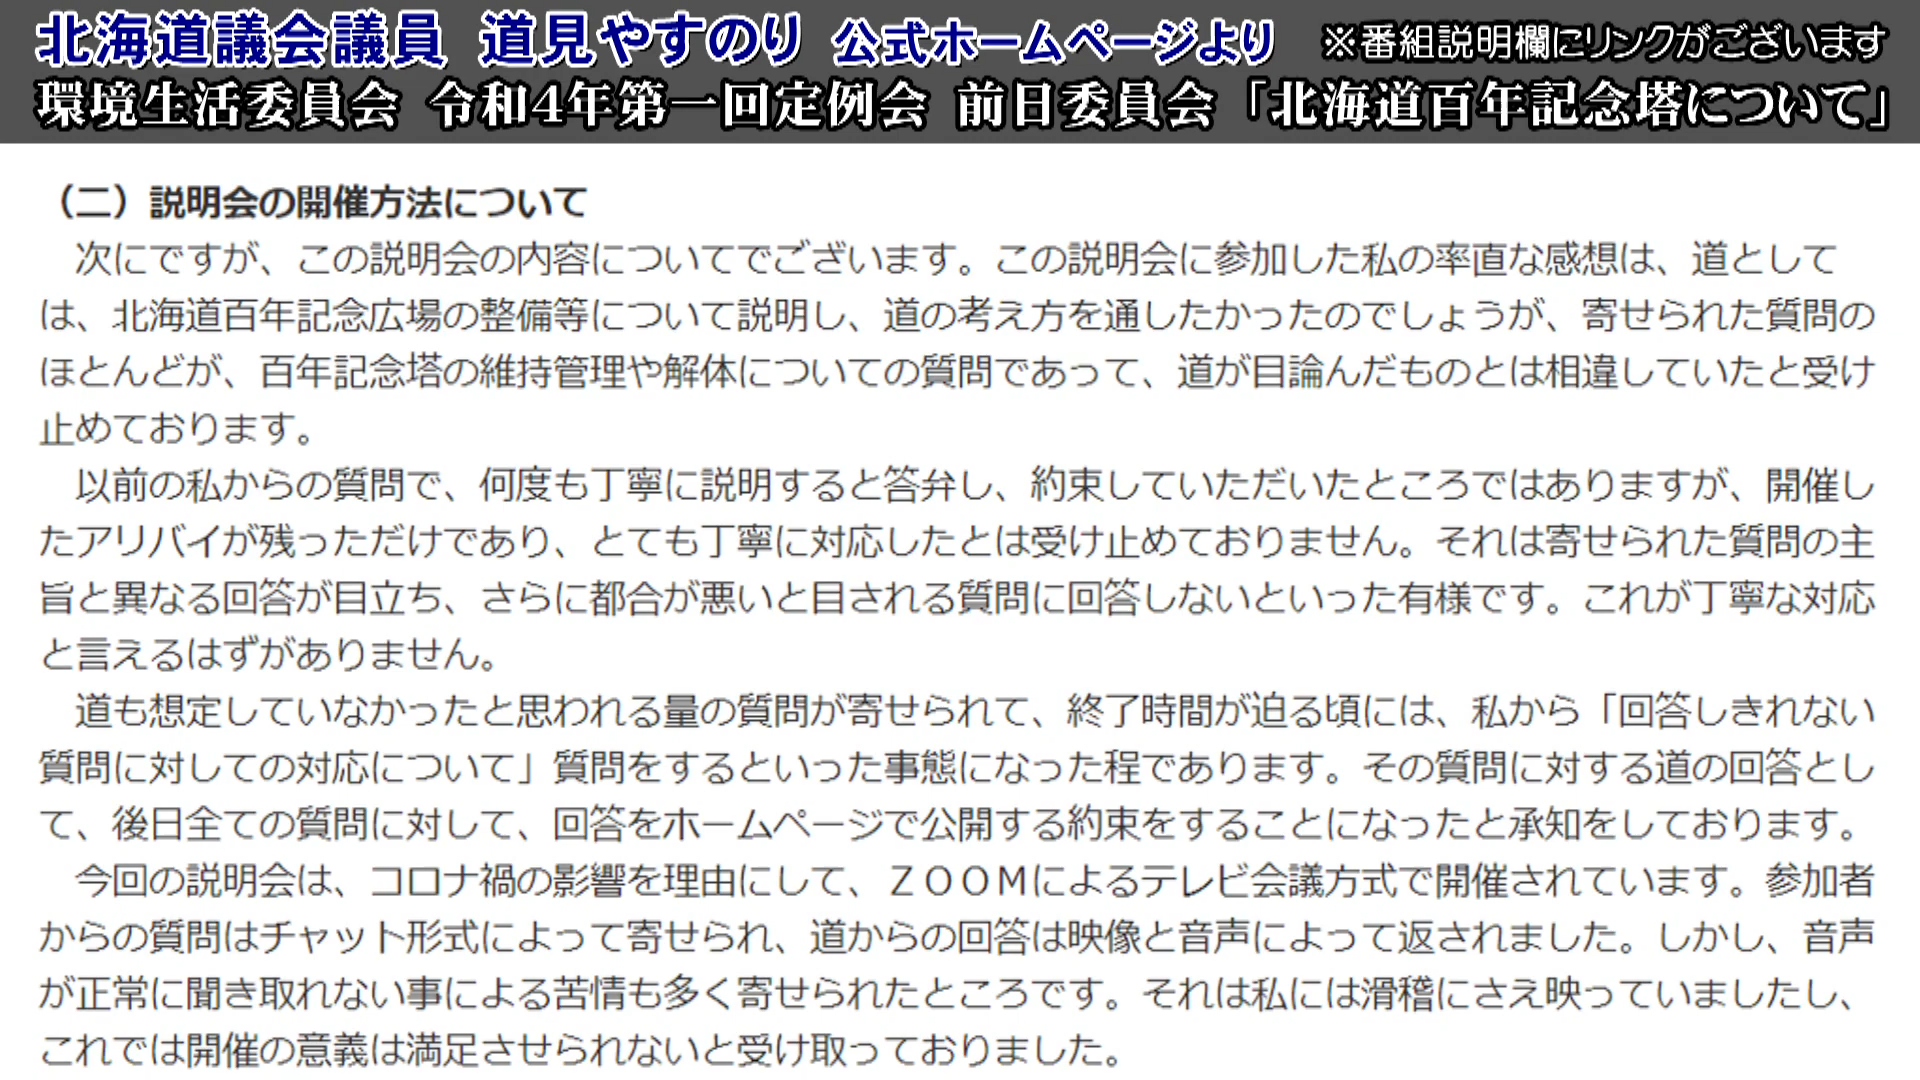 北海道議会議員 道見やすのり 公式ホームページより ※番組説明欄にリンクがございます
環境生活委員会 令和4年第一回定例会 前日委員会「北海道百年記念塔について」
（二）説明会の開催方法について
　次にですが、この説明会の内容についてでございます。この説明会に参加した私の率直な感想は、道として
は、北海道百年記念広場の整備等について説明し、道の考え方を通したかったのでしょうが、寄せられた質問の
ほとんどが、百年記念塔の維持管理や解体についての質問であって、道が目論んだものとは相違していたと受け
止めております。
　以前の私からの質問で、何度も丁寧に説明すると答弁し、約束していただいたところではありますが、開催し
たアリバイが残っただけであり、とても丁寧に対応したとは受け止めておりません。それは寄せられた質問の主
旨と異なる回答が目立ち、さらに都合が悪いと目される質問に回答しないといった有様です。これが丁寧な対応
と言えるはずがありません。
　道も想定していなかったと思われる量の質問が寄せられて、終了時間が迫る頃には、私から「回答しきれない
質問に対しての対応について」質問をするといった事態になった程であります。その質問に対する道の回答とし
て、後日全ての質問に対して、回答をホームページで公開する約束をすることになったと承知をしております。
　今回の説明会は、コロナ禍の影響を理由にして、ＺＯＯＭによるテレビ会議方式で開催されています。参加者
からの質問はチャット形式によって寄せられ、道からの回答は映像と音声によって返されました。しかし、音声
が正常に聞き取れない事による苦情も多く寄せられたところです。それは私には滑稽にさえ映っていましたし、
これでは開催の意義は満足させられないと受け取っておりました。